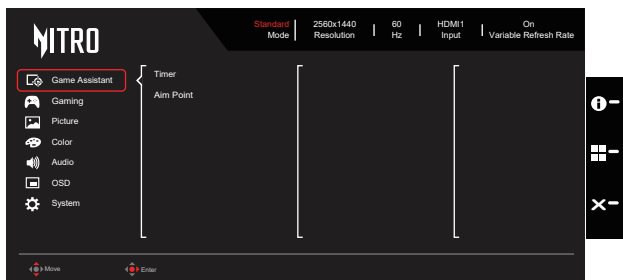 NITRO
Standard
Mode
2560x1440
Resolution
60
Hz
HDMI1
Input
On
Variable Refresh Rate
Game Assistant
Gaming
Picture
Color
Audio
OSD
System
Timer
Aim Point
Move
Enter